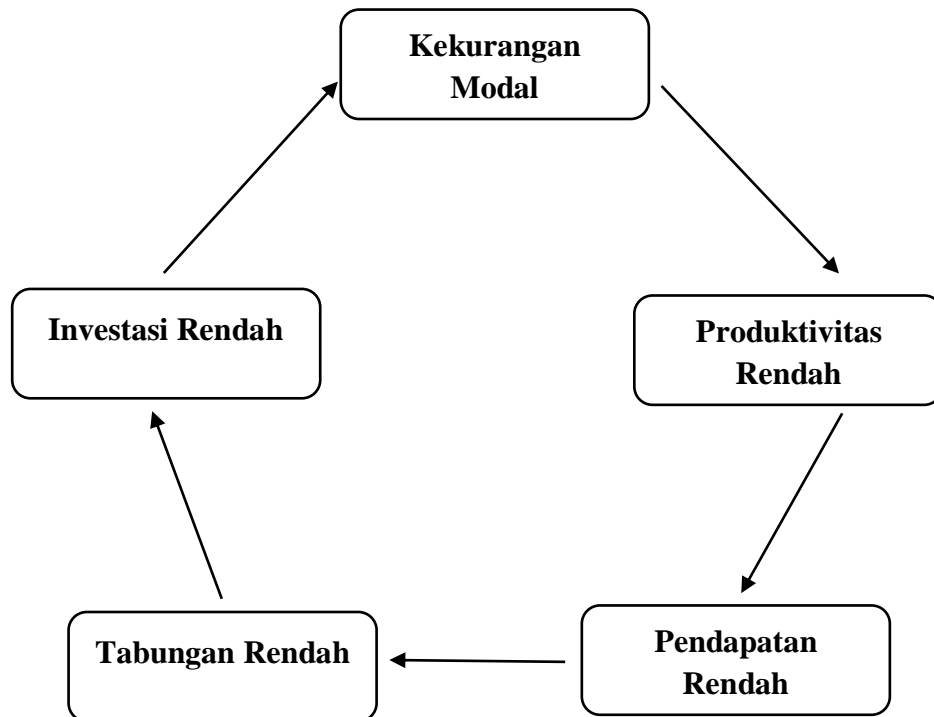 Kekurangan
Modal
Investasi Rendah
Produktivitas
Rendah
Tabungan Rendah
Pendapatan
Rendah